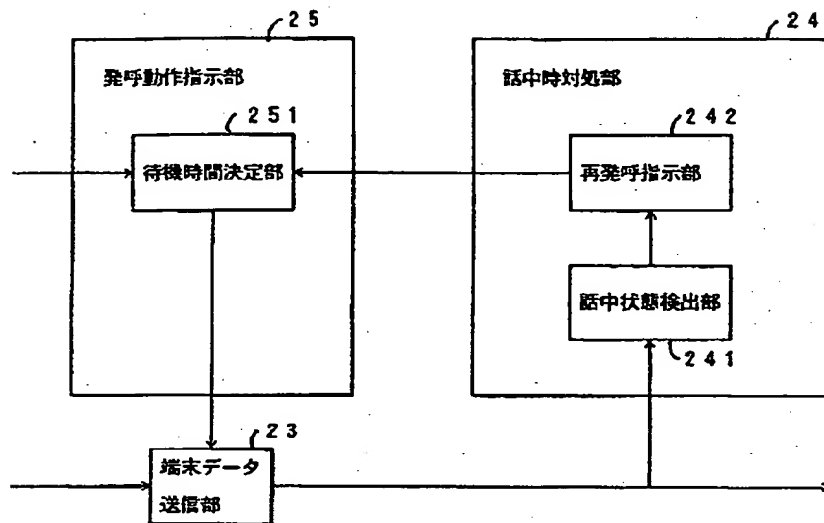 25
24
発呼動作指示部
話中時対処部
251
242
待機時間決定部
再発呼指示部
話中状態検出部
241
23
端末データ
送信部